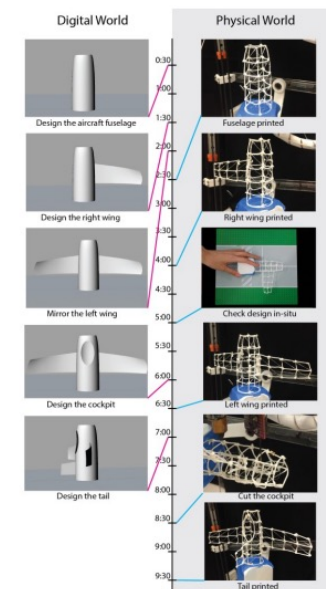 Digital World
Physical World
Design the aircraft fuselage
Design the right wing
Mirror the left wing
Design the cockpit
Design the tail
0:30
1:00
1:30
2:00
2:30
3:00
3:30
4:00
4:30
5:00
5:30
6:00
6:30
7:00
7:30
8:00
8:30
9:00
9:30
Fuselage printed
Right wing printed
Check design in-situ
Left wing printed
Cut the cockpit
Tail printed